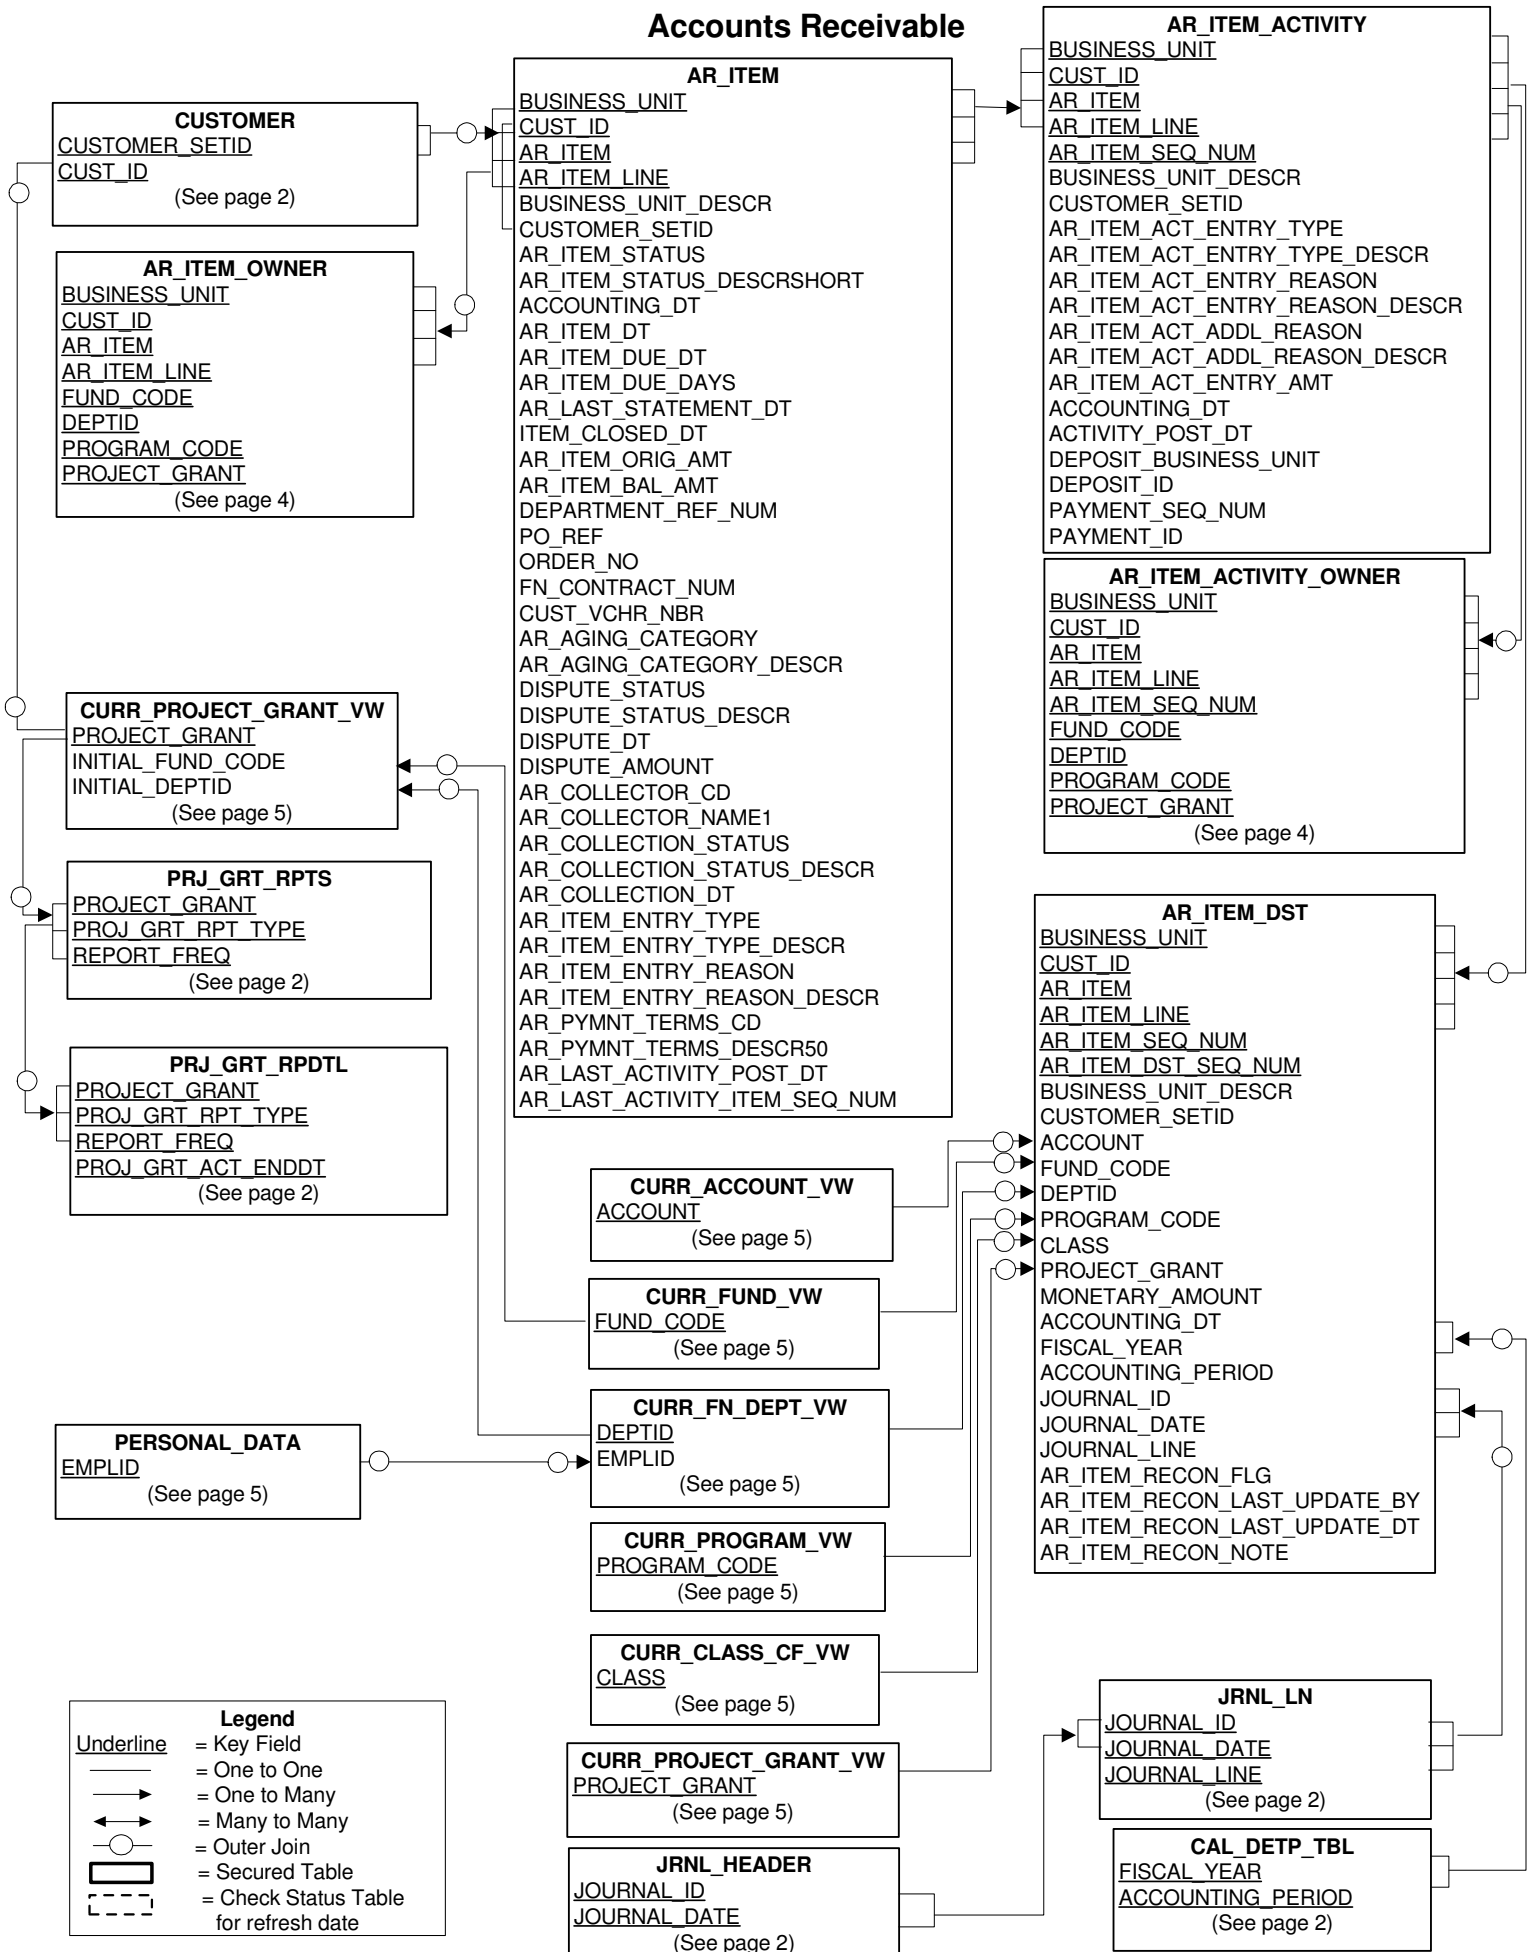 Accounts Receivable
CUSTOMER
CUSTOMER_SETID
CUST_ID
(See page 2)
AR_ITEM_OWNER
BUSINESS_UNIT
CUST_ID
AR_ITEM
AR_ITEM_LINE
FUND_CODE
DEPTID
PROGRAM_CODE
PROJECT_GRANT
(See page 4)
CURR_PROJECT_GRANT_VW
PROJECT_GRANT
INITIAL_FUND_CODE
INITIAL_DEPTID
(See page 5)
PRJ_GRT_RPTS
PROJECT_GRANT
PROJ_GRT_RPT_TYPE
REPORT_FREQ
(See page 2)
PRJ_GRT_RPDTL
PROJECT_GRANT
PROJ_GRT_RPT_TYPE
REPORT_FREQ
PROJ_GRT_ACT_ENDDT
(See page 2)
PERSONAL_DATA
EMPLID
(See page 5)
Legend
Underline = Key Field
= One to One
= One to Many
= Many to Many
= Outer Join
= Secured Table
= Check Status Table
for refresh date
AR_ITEM
BUSINESS_UNIT
CUST_ID
AR_ITEM
AR_ITEM_LINE
BUSINESS_UNIT_DESCR
CUSTOMER_SETID
AR_ITEM_STATUS
AR_ITEM_STATUS_DESCRSHORT
ACCOUNTING_DT
AR_ITEM_DT
AR_ITEM_DUE_DT
AR_ITEM_DUE_DAYS
AR_LAST_STATEMENT_DT
ITEM_CLOSED_DT
AR_ITEM_ORIG_AMT
AR_ITEM_BAL_AMT
DEPARTMENT_REF_NUM
PO_REF
ORDER_NO
FN_CONTRACT_NUM
CUST_VCHR_NBR
AR_AGING_CATEGORY
AR_AGING_CATEGORY_DESCR
DISPUTE_STATUS
DISPUTE_STATUS_DESCR
DISPUTE_DT
DISPUTE_AMOUNT
AR_COLLECTOR_CD
AR_COLLECTOR_NAME1
AR_COLLECTION_STATUS
AR_COLLECTION_STATUS_DESCR
AR_COLLECTION_DT
AR_ITEM_ENTRY_TYPE
AR_ITEM_ENTRY_TYPE_DESCR
AR_ITEM_ENTRY_REASON
AR_ITEM_ENTRY_REASON_DESCR
AR_PYMNT_TERMS_CD
AR_PYMNT_TERMS_DESCR50
AR_LAST_ACTIVITY_POST_DT
AR_LAST_ACTIVITY_ITEM_SEQ_NUM
CURR_ACCOUNT_VW
ACCOUNT
(See page 5)
CURR_FUND_VW
FUND_CODE
(See page 5)
CURR_FN_DEPT_VW
DEPTID
EMPLID
(See page 5)
CURR_PROGRAM_VW
PROGRAM_CODE
(See page 5)
CURR_CLASS_CF_VW
CLASS
(See page 5)
CURR_PROJECT_GRANT_VW
PROJECT_GRANT
(See page 5)
JRNL_HEADER
JOURNAL_ID
JOURNAL_DATE
(See page 2)
AR_ITEM_ACTIVITY
BUSINESS_UNIT
CUST_ID
AR_ITEM
AR_ITEM_LINE
AR_ITEM_SEQ_NUM
BUSINESS_UNIT_DESCR
CUSTOMER_SETID
AR_ITEM_ACT_ENTRY_TYPE
AR_ITEM_ACT_ENTRY_TYPE_DESCR
AR_ITEM_ACT_ENTRY_REASON
AR_ITEM_ACT_ENTRY_REASON_DESCR
AR_ITEM_ACT_ADDL_REASON
AR_ITEM_ACT_ADDL_REASON_DESCR
AR_ITEM_ACT_ENTRY_AMT
ACCOUNTING_DT
ACTIVITY_POST_DT
DEPOSIT_BUSINESS_UNIT
DEPOSIT_ID
PAYMENT_SEQ_NUM
PAYMENT_ID
AR_ITEM_ACTIVITY_OWNER
BUSINESS_UNIT
CUST_ID
AR_ITEM
AR_ITEM_LINE
AR_ITEM_SEQ_NUM
FUND_CODE
DEPTID
PROGRAM_CODE
PROJECT_GRANT
(See page 4)
AR_ITEM_DST
BUSINESS_UNIT
CUST_ID
AR_ITEM
AR_ITEM_LINE
AR_ITEM_SEQ_NUM
AR_ITEM_DST_SEQ_NUM
BUSINESS_UNIT_DESCR
CUSTOMER_SETID
ACCOUNT
FUND_CODE
DEPTID
PROGRAM_CODE
CLASS
PROJECT_GRANT
MONETARY_AMOUNT
ACCOUNTING_DT
FISCAL_YEAR
ACCOUNTING_PERIOD
JOURNAL_ID
JOURNAL_DATE
JOURNAL_LINE
AR_ITEM_RECON_FLG
AR_ITEM_RECON_LAST_UPDATE_BY
AR_ITEM_RECON_LAST_UPDATE_DT
AR_ITEM_RECON_NOTE
JRNL_LN
JOURNAL_ID
JOURNAL_DATE
JOURNAL_LINE
(See page 2)
CAL_DETP_TBL
FISCAL_YEAR
ACCOUNTING_PERIOD
(See page 2)